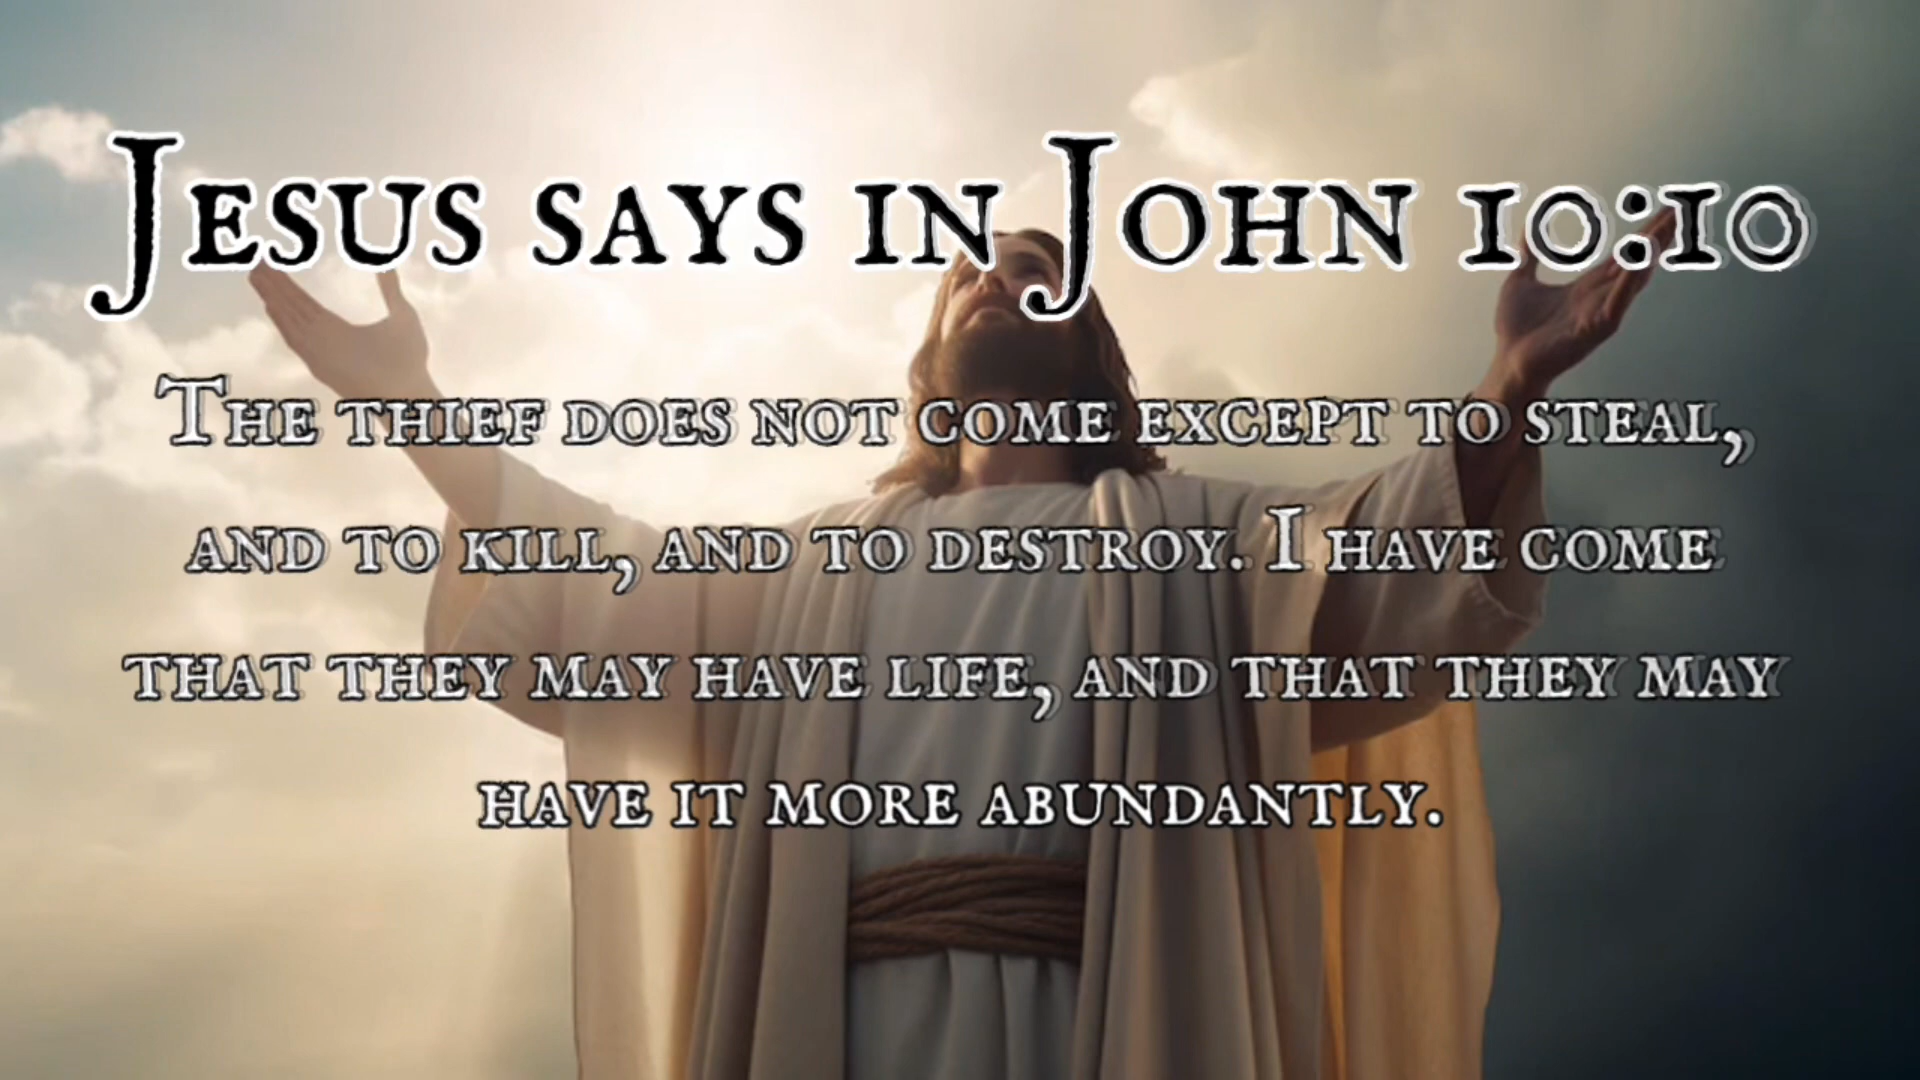 Jesus says in John 10:10
The thief does not come except to steal,
and to kill, and to destroy. I have come
that they may have life, and that they may
have it more abundantly.